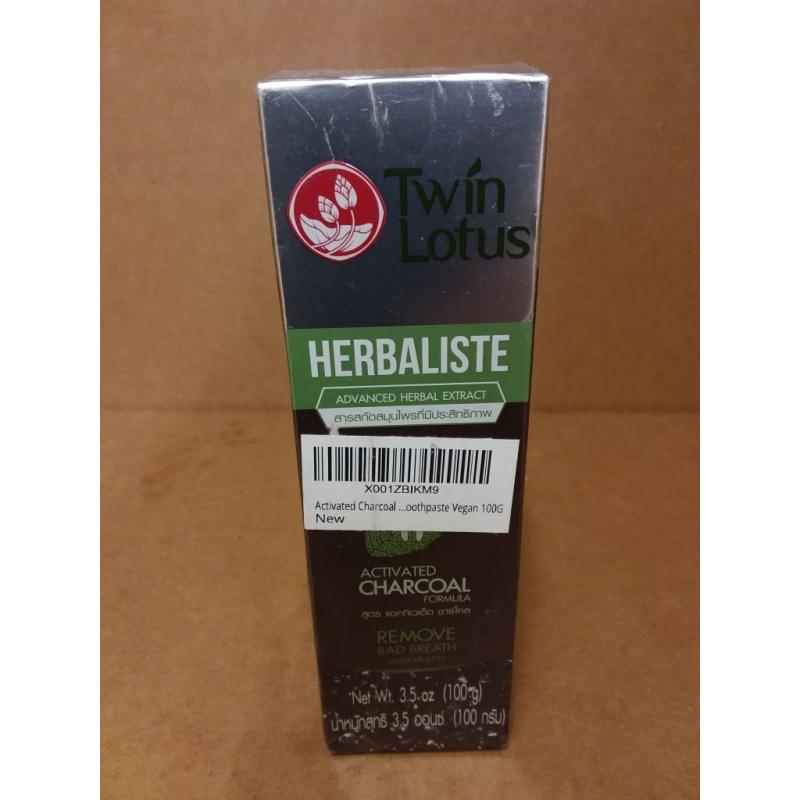 Twin
Lotus
HERBALISTE
ADVANCED HERBAL EXTRACT
สารสกัดสมุนไพรที่มีประสิทธิภาพ
X001ZBIKM9
Activated Charcoal ...oothpaste Vegan 100G
New
ACTIVATED
CHARCOAL
FORMULA
สูตร แอคทิเวเต็ด ชาร์โคล
REMOVE
BAD BREATH
Net Wt. 3.5 oz (100 g)
น้ำหนักสุทธิ 3.5 ออนซ์ (100 กรัม)